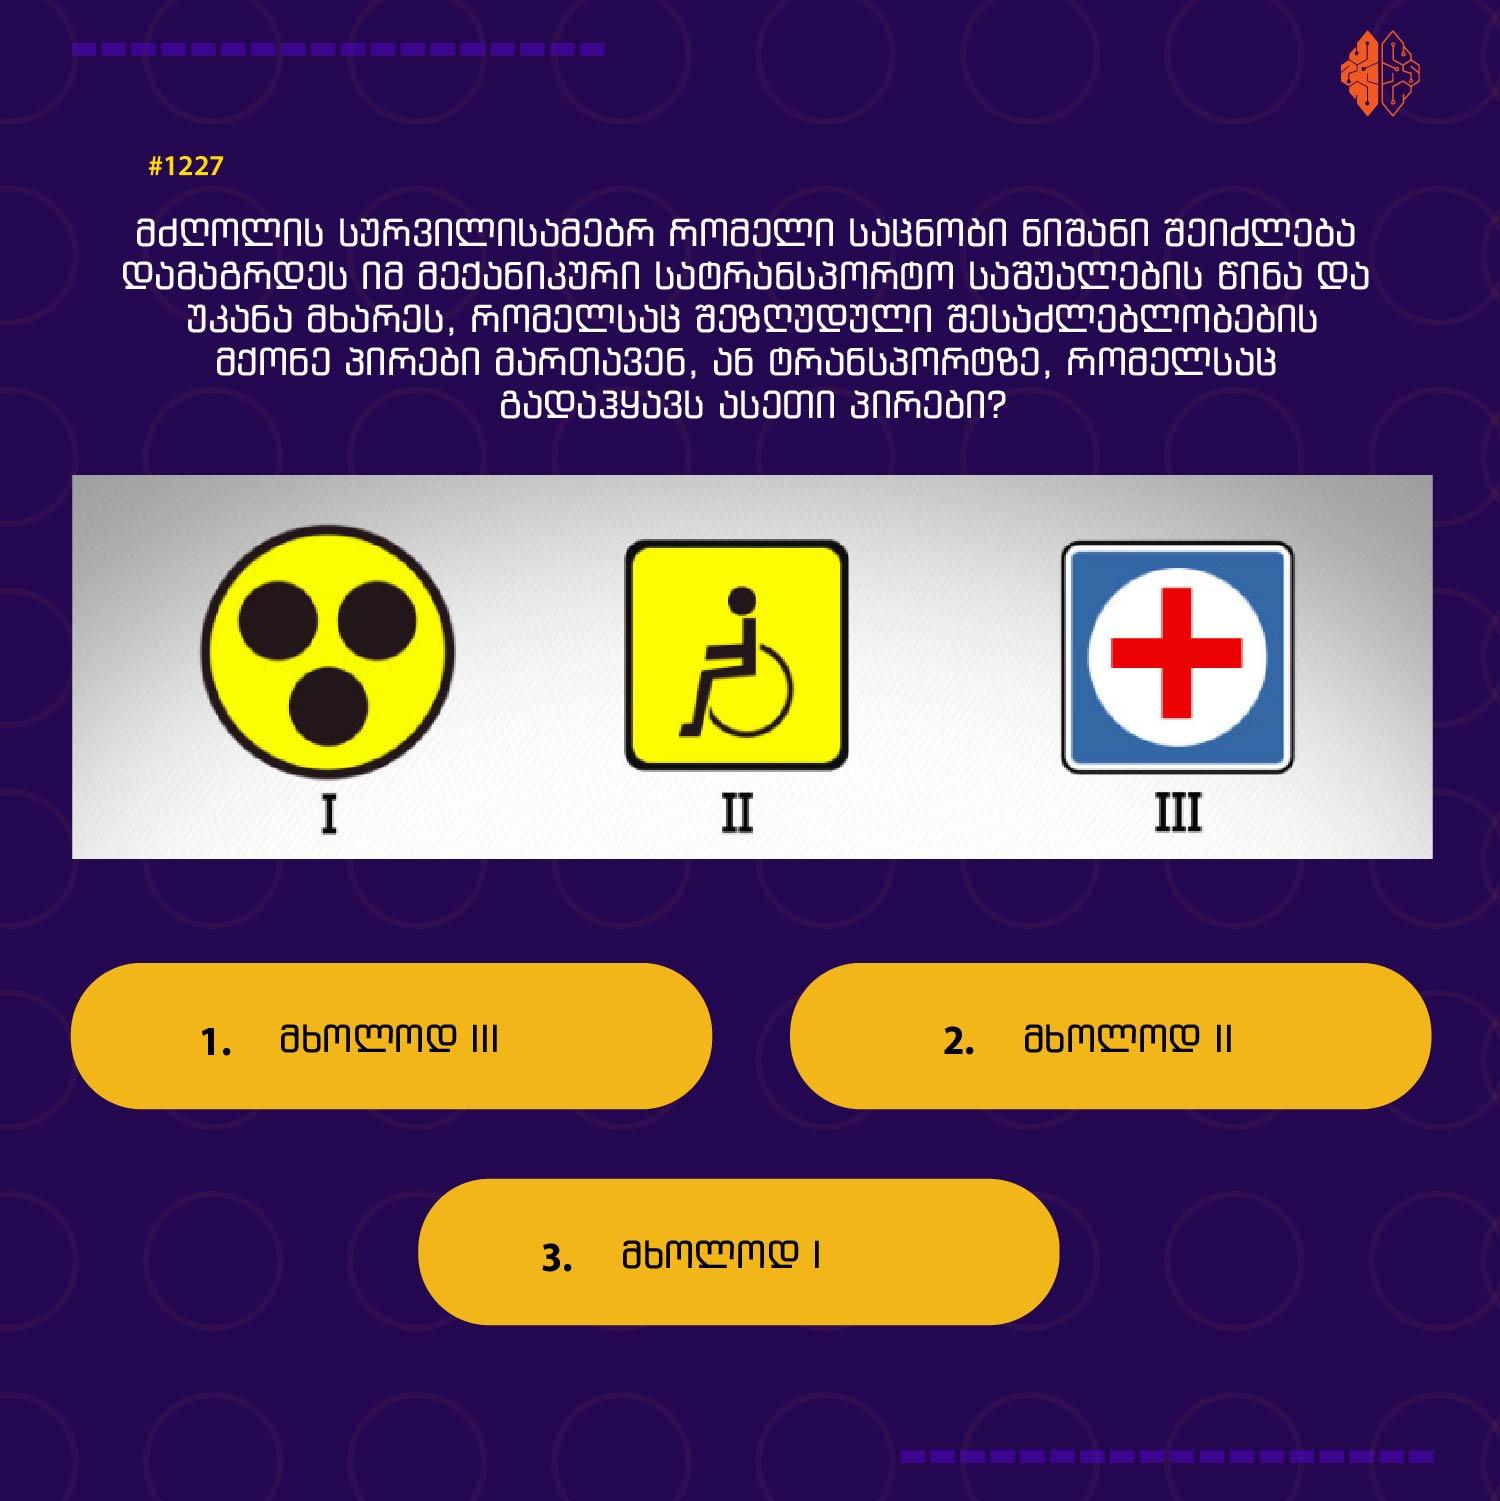 #1227
მძღოლის სურვილისამებრ რომელი საცნობი ნიშანი შეიძლება
დამაგრდეს იმ მექანიკური სატრანსპორტო საშუალების წინა და
უკანა მხარეს, რომელსაც შეზღუდული შესაძლებლობების
მქონე პირები მართავენ, ან ტრანსპორტზე, რომელსაც
გადაჰყავს ასეთი პირები?
I
II
III
1. მხოლოდ III
2. მხოლოდ II
3. მხოლოდ I